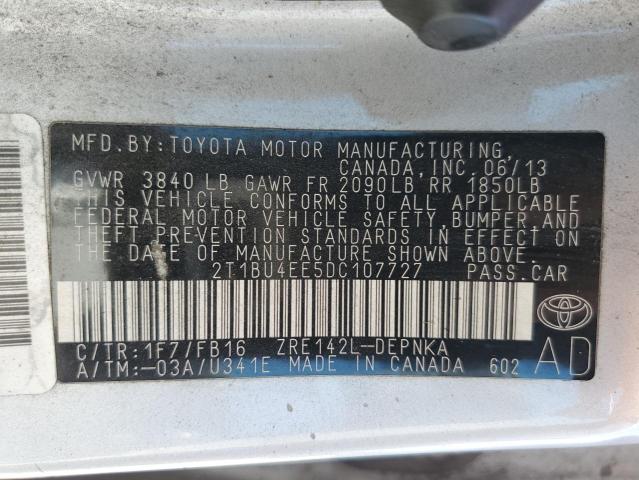 MFD.BY:TOYOTA MOTOR MANUFACTURING,
CANADA,INC.06/13
GVWR 3840 LB GAWR FR 2090LB RR 1850LB
THIS VEHICLE CONFORMS TO ALL APPLICABLE
FEDERAL MOTOR VEHICLE SAFETY, BUMPER AND
THEFT PREVENTION STANDARDS IN EFFECT ON
THE DATE OF MANUFACTURE SHOWN ABOVE.
2T1BU4EE5DC107727 PASS.CAR
C/TR:1F7/FB16 ZRE142L-DEPNKA
A/TM:-03A/U341E MADE IN CANADA 602
AD